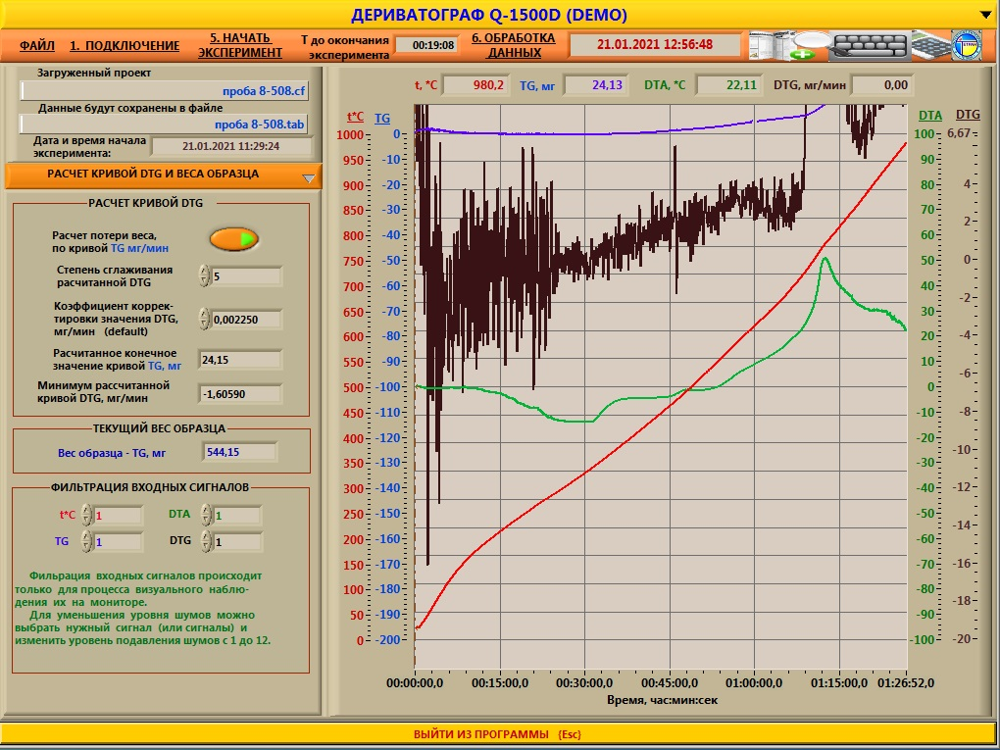 ДЕРИВАТОГРАФ Q-1500D (DEMO)
ФАЙЛ
1. ПОДКЛЮЧЕНИЕ
5. НАЧАТЬ
ЭКСПЕРИМЕНТ
Т до окончания
эксперимента
00:19:08
6. ОБРАБОТКА
ДАННЫХ
21.01.2021 12:56:48
Загруженный проект
проба 8-508.cf
Данные будут сохранены в файле
проба 8-508.tab
Дата и время начала
эксперимента:
21.01.2021 11:29:24
РАСЧЕТ КРИВОЙ DTG И ВЕСА ОБРАЗЦА
РАСЧЕТ КРИВОЙ DTG
Расчет потери веса,
по кривой TG мг/мин
Степень сглаживания
расчитанной DTG
5
Коэффициент коррек-
тировки значения DTG,
мг/мин (default)
0,002250
Расчитанное конечное
значение кривой TG, мг
24,15
Минимум рассчитанной
кривой DTG, мг/мин
-1,60590
ТЕКУЩИЙ ВЕС ОБРАЗЦА
Вес образца - TG, мг
544,15
ФИЛЬТРАЦИЯ ВХОДНЫХ СИГНАЛОВ
t*C 1
DTA 1
TG 1
DTG 1
Фильрация входных сигналов происходит
только для процесса визуального наблю-
дения их на мониторе.
Для уменьшения уровня шумов можно
выбрать нужный сигнал (или сигналы) и
изменить уровень подавления шумов с 1 до 12.
t, *C 980,2
TG, мг 24,13
DTA, *C 22,11
DTG, мг/мин 0,00
t*C
1000
950
900
850
800
750
700
650
600
550
500
450
400
350
300
250
200
150
100
50
0
TG
0
-10
-20
-30
-40
-50
-60
-70
-80
-90
-100
-110
-120
-130
-140
-150
-160
-170
-180
-190
-200
DTA
100
90
80
70
60
50
40
30
20
10
0
-10
-20
-30
-40
-50
-60
-70
-80
-90
-100
DTG
6,67
4
2
0
-2
-4
-6
-8
-10
-12
-14
-16
-18
-20
00:00:00,0
00:15:00,0
00:30:00,0
00:45:00,0
01:00:00,0
01:15:00,0
01:26:52,0
Время, час:мин:сек
ВЫЙТИ ИЗ ПРОГРАММЫ (Esc)